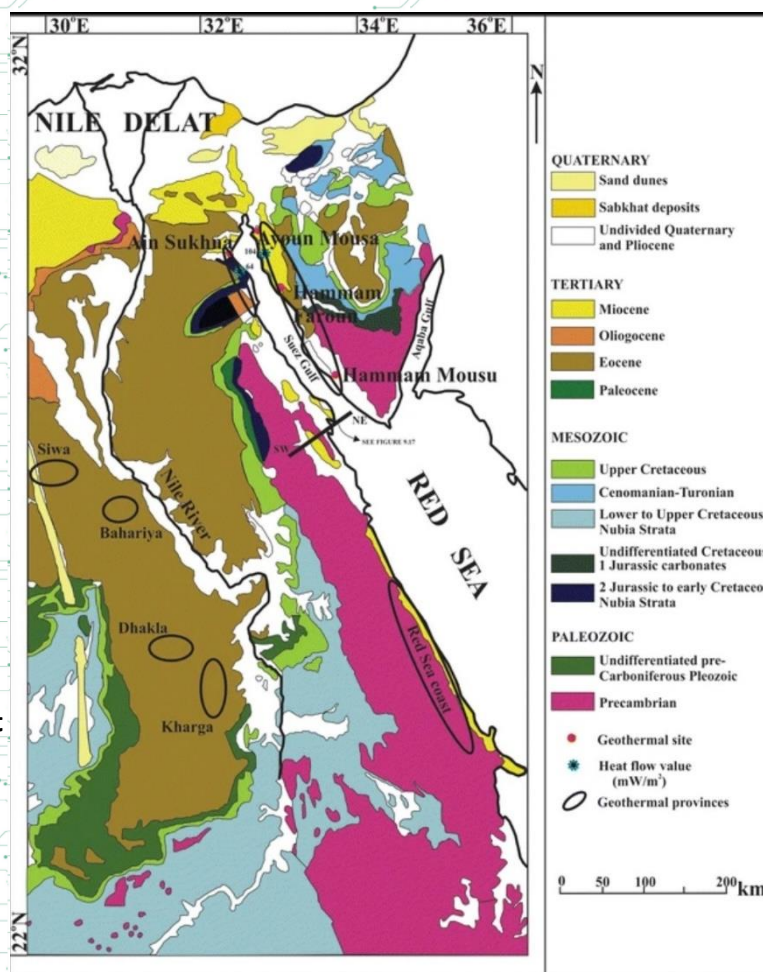 30°E
32°E
34°E
36°E
32°N
N
NILE DELAT
Ain Sukhna
Ayoun Mousa
104
64
Hammam
Faroun
Suez Gulf
Aqaba Gulf
Hammam Mousu
NE
SW
SEE FIGURE 9.17
Siwa
Nile River
Bahariya
RED SEA
Dhakla
Kharga
Red Sea coast
22°N
QUATERNARY
Sand dunes
Sabkhat deposits
Undivided Quaternary
and Pliocene
TERTIARY
Miocene
Oliogocene
Eocene
Paleocene
MESOZOIC
Upper Cretaceous
Cenomanian-Turonian
Lower to Upper Cretaceous
Nubia Strata
Undifferentiated Cretaceou
1 Jurassic carbonates
2 Jurassic to early Cretaceo
Nubia Strata
PALEOZOIC
Undifferentiated pre-
Carboniferous Pleozoic
Precambrian
Geothermal site
Heat flow value
(mW/m²)
Geothermal provinces
0 50 100 200 km